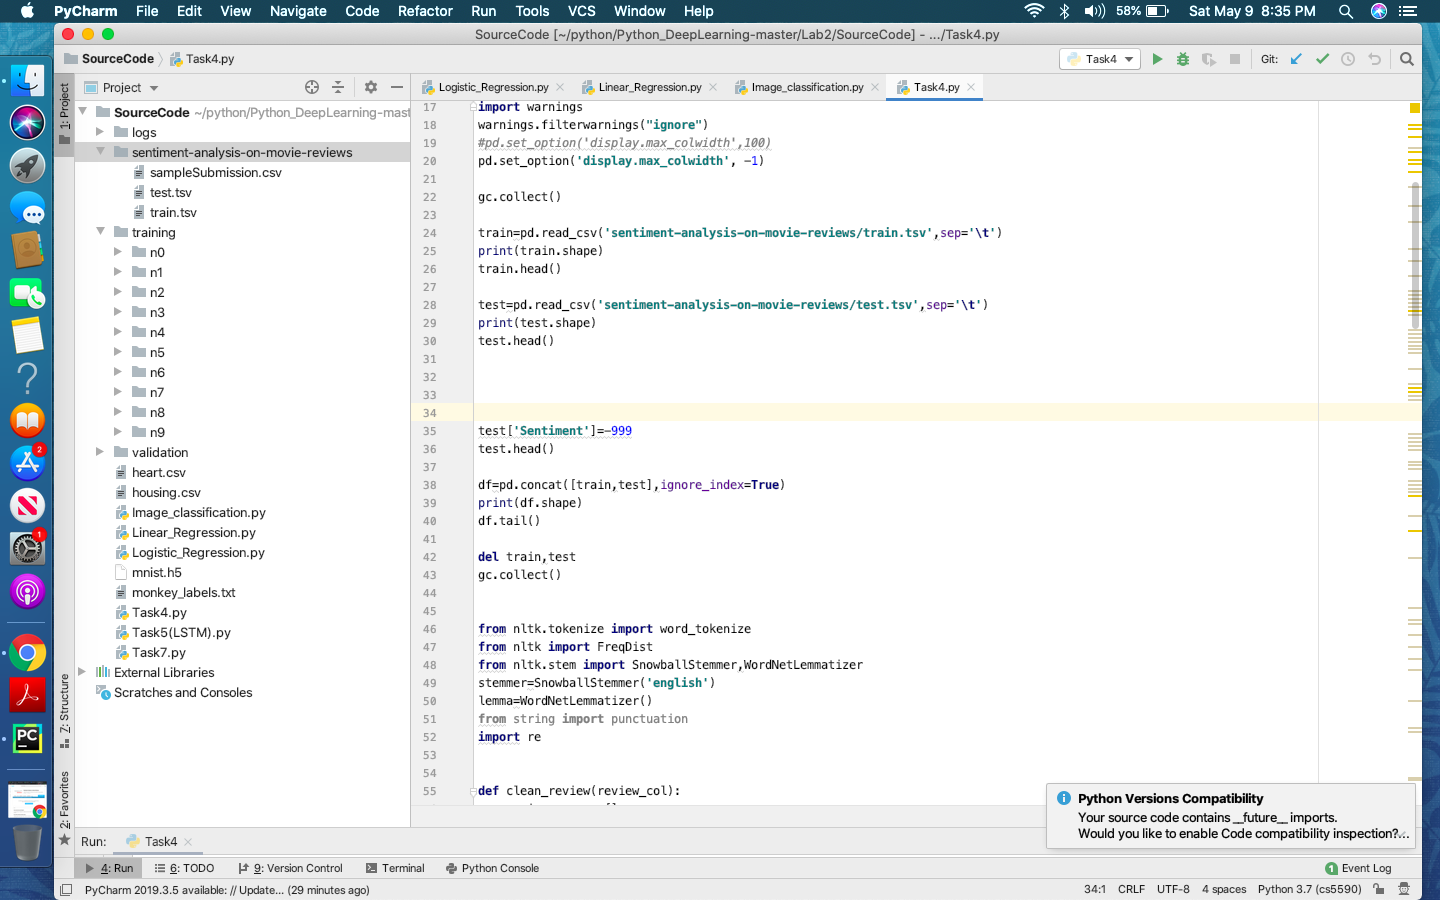 PyCharm File Edit View Navigate Code Refactor Run Tools VCS Window Help 58% Sat May 9 8:35 PM
SourceCode [~/python/Python_DeepLearning-master/Lab2/SourceCode] - .../Task4.py
SourceCode Task4.py Task4 Git:
1: Project
Project
Logistic_Regression.py Linear_Regression.py Image_classification.py Task4.py
SourceCode ~/python/Python_DeepLearning-mast
logs
sentiment-analysis-on-movie-reviews
sampleSubmission.csv
test.tsv
train.tsv
training
n0
n1
n2
n3
n4
n5
n6
n7
n8
n9
validation
heart.csv
housing.csv
Image_classification.py
Linear_Regression.py
Logistic_Regression.py
mnist.h5
monkey_labels.txt
Task4.py
Task5(LSTM).py
Task7.py
External Libraries
Scratches and Consoles
7: Structure
2: Favorites
2
1
PC
17 import warnings
18 warnings.filterwarnings("ignore")
19 #pd.set_option('display.max_colwidth',100)
20 pd.set_option('display.max_colwidth', -1)
21
22 gc.collect()
23
24 train=pd.read_csv('sentiment-analysis-on-movie-reviews/train.tsv',sep='\t')
25 print(train.shape)
26 train.head()
27
28 test=pd.read_csv('sentiment-analysis-on-movie-reviews/test.tsv',sep='\t')
29 print(test.shape)
30 test.head()
31
32
33
34
35 test['Sentiment']=-999
36 test.head()
37
38 df=pd.concat([train,test],ignore_index=True)
39 print(df.shape)
40 df.tail()
41
42 del train,test
43 gc.collect()
44
45
46 from nltk.tokenize import word_tokenize
47 from nltk import FreqDist
48 from nltk.stem import SnowballStemmer,WordNetLemmatizer
49 stemmer=SnowballStemmer('english')
50 lemma=WordNetLemmatizer()
51 from string import punctuation
52 import re
53
54
55 def clean_review(review_col):
Python Versions Compatibility
Your source code contains __future__ imports.
Would you like to enable Code compatibility inspection?...
Run: Task4
4: Run 6: TODO 9: Version Control Terminal Python Console 1 Event Log
PyCharm 2019.3.5 available: // Update... (29 minutes ago) 34:1 CRLF UTF-8 4 spaces Python 3.7 (cs5590)